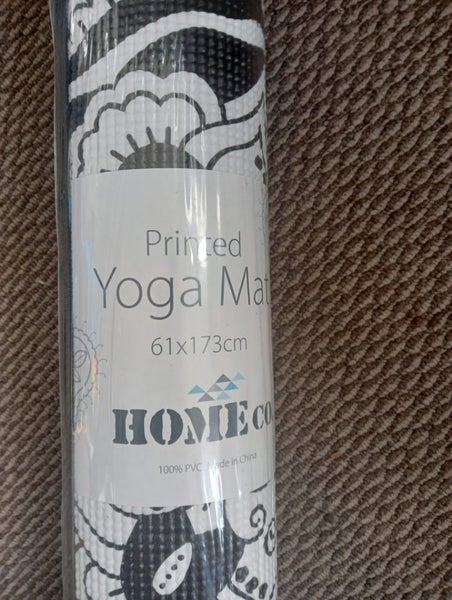 Printed
Yoga Mat
61x173cm
HOME CO
100% PVC Made in China